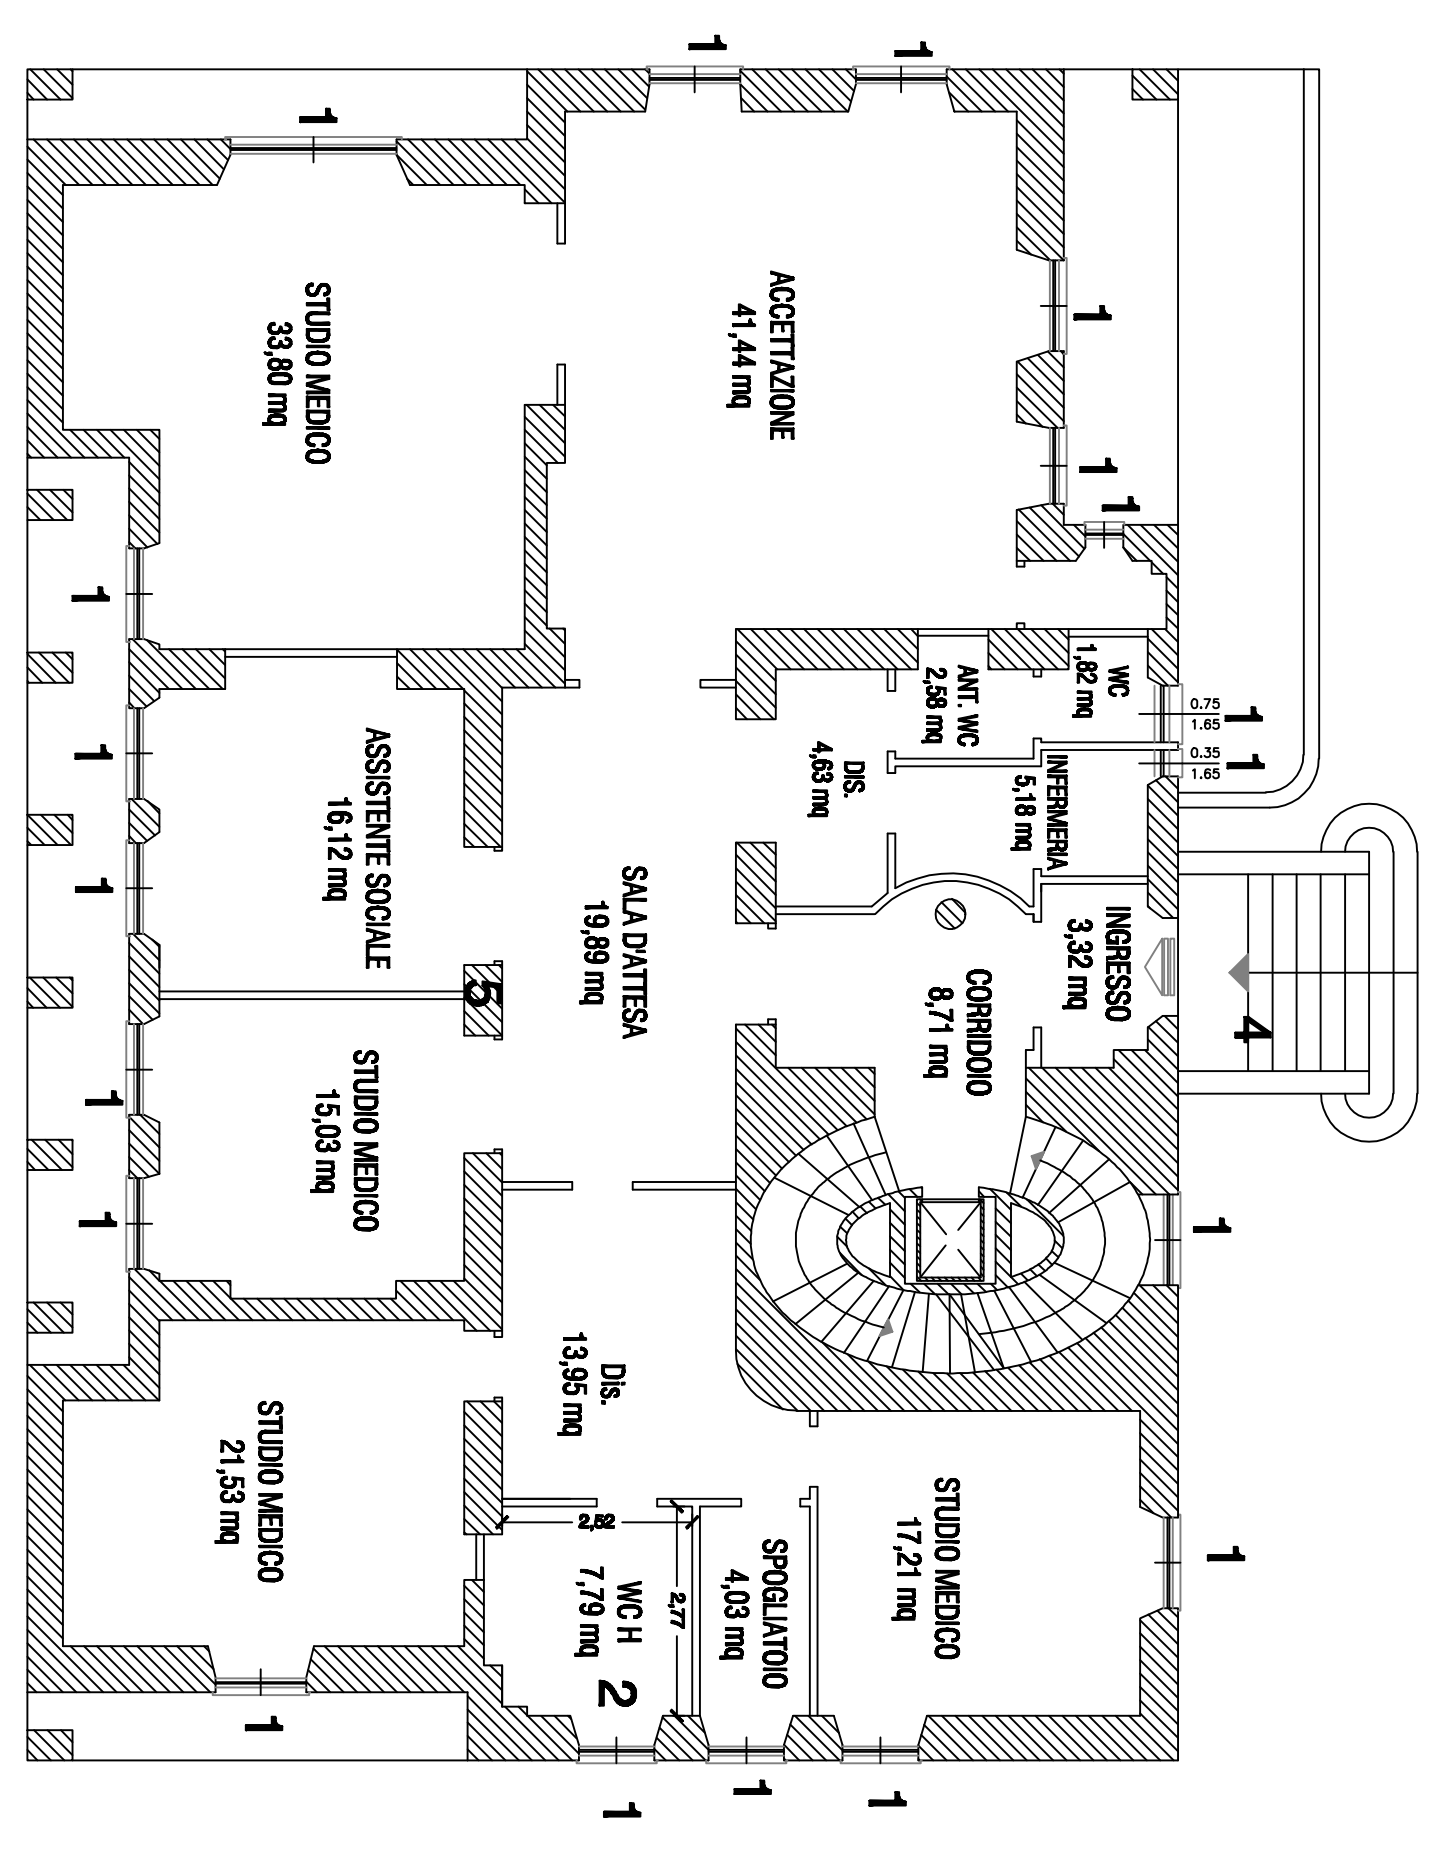 1
1
1
STUDIO MEDICO
33,80 mq
ACCETTAZIONE
41,44 mq
1
1
1
1
WC
1,82 mq
ANT. WC
2,58 mq
0.75
1.65
1
0.35
1.65
1
INFERMERIA
5,18 mq
DIS.
4,63 mq
1
ASSISTENTE SOCIALE
16,12 mq
1
SALA D'ATTESA
19,89 mq
INGRESSO
3,32 mq
CORRIDOIO
8,71 mq
5
4
STUDIO MEDICO
15,03 mq
1
1
1
Dis.
13,95 mq
STUDIO MEDICO
21,53 mq
STUDIO MEDICO
17,21 mq
2,52
2,77
WC H
7,79 mq
SPOGLIATOIO
4,03 mq
1
2
1
1
1
1